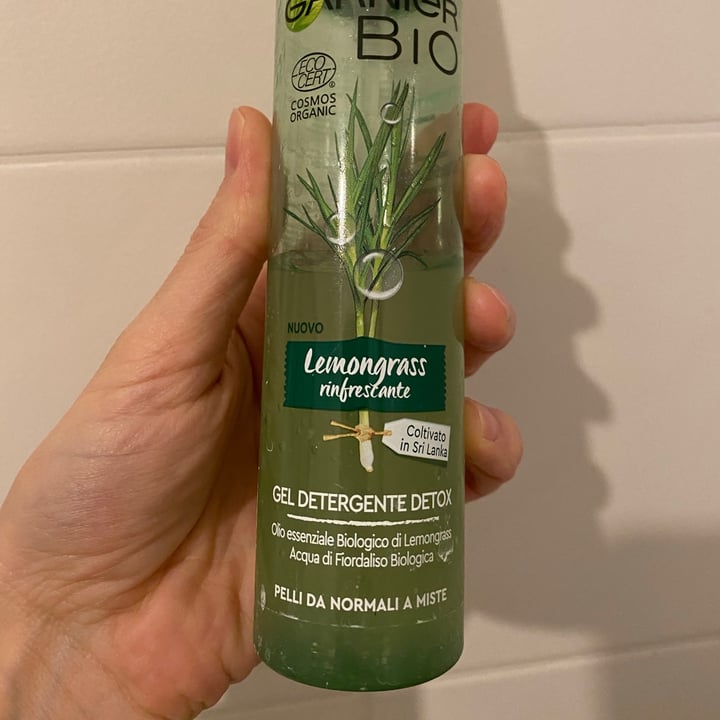 GARNIER
BIO
ECO
CERT®
COSMOS
ORGANIC
NUOVO
Lemongrass
rinfrescante
Coltivato
in Sri Lanka
GEL DETERGENTE DETOX
Olio essenziale Biologico di Lemongrass
Acqua di Fiordaliso Biologica
PELLI DA NORMALI A MISTE